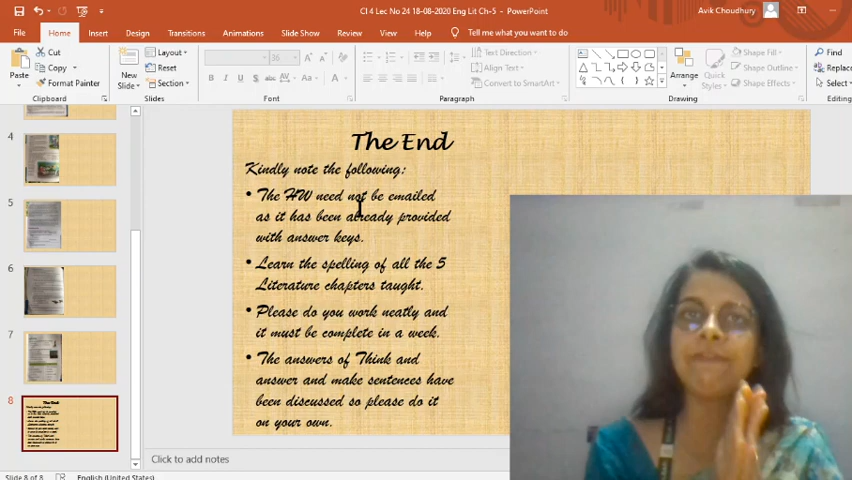 Cl 4 Lec No 24 18-08-2020 Eng Lit Ch-5 - PowerPoint
Avik Choudhury
File Home Insert Design Transitions Animations Slide Show Review View Help Tell me what you want to do
Paste
Cut
Copy
Format Painter
Clipboard
New Slide
Layout
Reset
Section
Slides
36
Font
Text Direction
Align Text
Convert to SmartArt
Paragraph
Arrange
Quick Styles
Shape Fill
Shape Outline
Shape Effects
Drawing
Find
Replace
Select
4
5
6
7
8
The End
Kindly note the following:
• The HW need not be emailed
as it has been already provided
with answer keys.
• Learn the spelling of all the 5
Literature chapters taught.
• Please do you work neatly and
it must be complete in a week.
• The answers of Think and
answer and make sentences have
been discussed so please do it
on your own.
Click to add notes
Slide 8 of 8 English (United States)